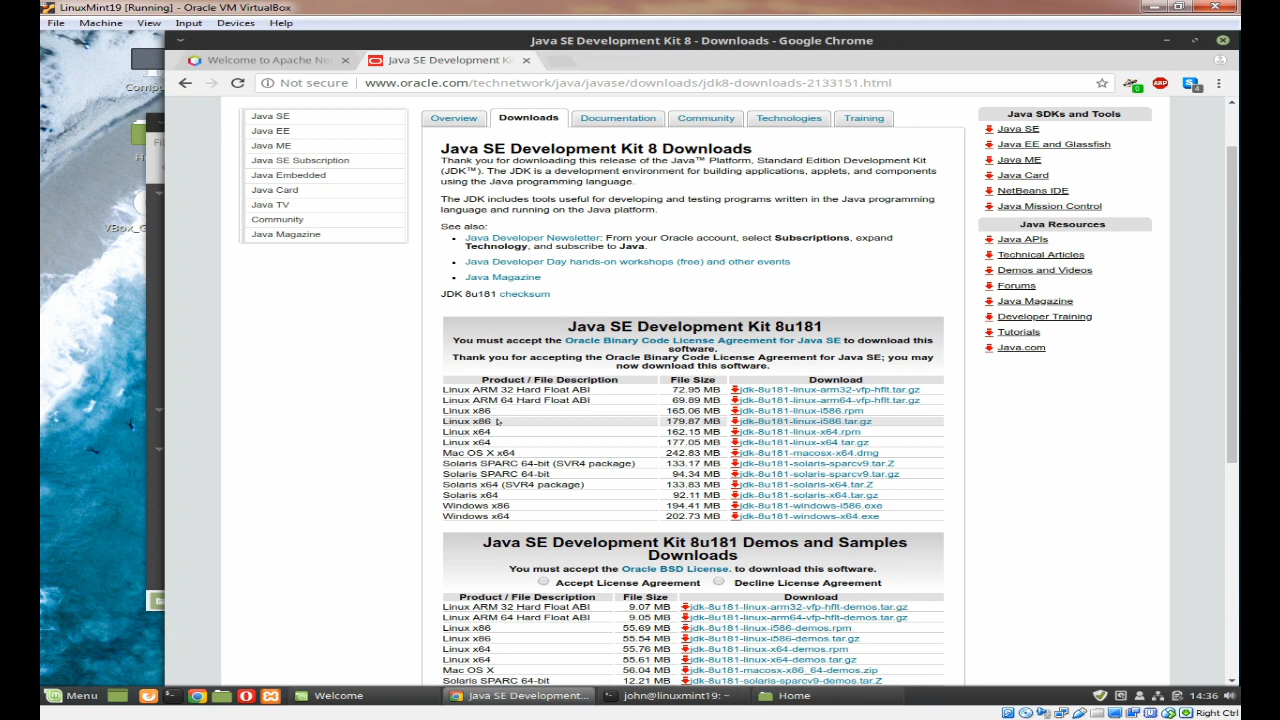 LinuxMint19 [Running] - Oracle VM VirtualBox
File Machine View Input Devices Help
Java SE Development Kit 8 - Downloads - Google Chrome
Welcome to Apache Ne
Java SE Development K
Not secure www.oracle.com/technetwork/java/javase/downloads/jdk8-downloads-2133151.html
Java SE
Java EE
Java ME
Java SE Subscription
Java Embedded
Java Card
Java TV
Community
Java Magazine
Overview Downloads Documentation Community Technologies Training
Java SE Development Kit 8 Downloads
Thank you for downloading this release of the Java™ Platform, Standard Edition Development Kit
(JDK™). The JDK is a development environment for building applications, applets, and components
using the Java programming language.
The JDK includes tools useful for developing and testing programs written in the Java programming
language and running on the Java platform.
See also:
Java Developer Newsletter: From your Oracle account, select Subscriptions, expand
Technology, and subscribe to Java.
Java Developer Day hands-on workshops (free) and other events
Java Magazine
JDK 8u181 checksum
Java SE Development Kit 8u181
You must accept the Oracle Binary Code License Agreement for Java SE to download this
software.
Thank you for accepting the Oracle Binary Code License Agreement for Java SE; you may
now download this software.
Product / File Description File Size Download
Linux ARM 32 Hard Float ABI 72.95 MB jdk-8u181-linux-arm32-vfp-hflt.tar.gz
Linux ARM 64 Hard Float ABI 69.89 MB jdk-8u181-linux-arm64-vfp-hflt.tar.gz
Linux x86 165.06 MB jdk-8u181-linux-i586.rpm
Linux x86 179.87 MB jdk-8u181-linux-i586.tar.gz
Linux x64 162.15 MB jdk-8u181-linux-x64.rpm
Linux x64 177.05 MB jdk-8u181-linux-x64.tar.gz
Mac OS X x64 242.83 MB jdk-8u181-macosx-x64.dmg
Solaris SPARC 64-bit (SVR4 package) 133.17 MB jdk-8u181-solaris-sparcv9.tar.Z
Solaris SPARC 64-bit 94.34 MB jdk-8u181-solaris-sparcv9.tar.gz
Solaris x64 (SVR4 package) 133.83 MB jdk-8u181-solaris-x64.tar.Z
Solaris x64 92.11 MB jdk-8u181-solaris-x64.tar.gz
Windows x86 194.41 MB jdk-8u181-windows-i586.exe
Windows x64 202.73 MB jdk-8u181-windows-x64.exe
Java SE Development Kit 8u181 Demos and Samples
Downloads
You must accept the Oracle BSD License. to download this software.
Accept License Agreement Decline License Agreement
Product / File Description File Size Download
Linux ARM 32 Hard Float ABI 9.07 MB jdk-8u181-linux-arm32-vfp-hflt-demos.tar.gz
Linux ARM 64 Hard Float ABI 9.05 MB jdk-8u181-linux-arm64-vfp-hflt-demos.tar.gz
Linux x86 55.69 MB jdk-8u181-linux-i586-demos.rpm
Linux x86 55.54 MB jdk-8u181-linux-i586-demos.tar.gz
Linux x64 55.76 MB jdk-8u181-linux-x64-demos.rpm
Linux x64 55.61 MB jdk-8u181-linux-x64-demos.tar.gz
Mac OS X 56.04 MB jdk-8u181-macosx-x86_64-demos.zip
Solaris SPARC 64-bit 12.21 MB jdk-8u181-solaris-sparcv9-demos.tar.Z
Java SDKs and Tools
Java SE
Java EE and Glassfish
Java ME
Java Card
NetBeans IDE
Java Mission Control
Java Resources
Java APIs
Technical Articles
Demos and Videos
Forums
Java Magazine
Developer Training
Tutorials
Java.com
Compu
H
VBox_G
Fil
Menu Welcome Java SE Development... john@linuxmint19: ~ Home 14:36
Right Ctrl